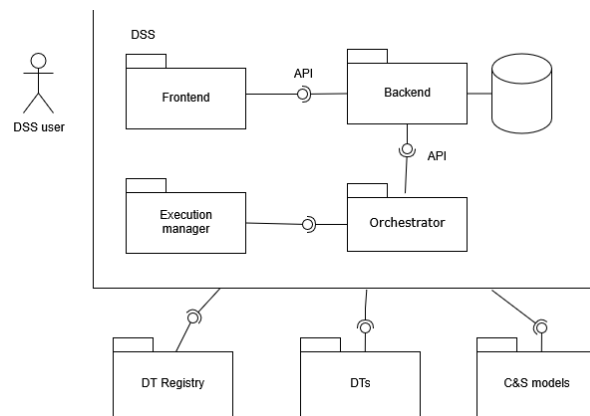 DSS
API
Frontend
Backend
DSS user
API
Execution
manager
Orchestrator
DT Registry
DTs
C&S models